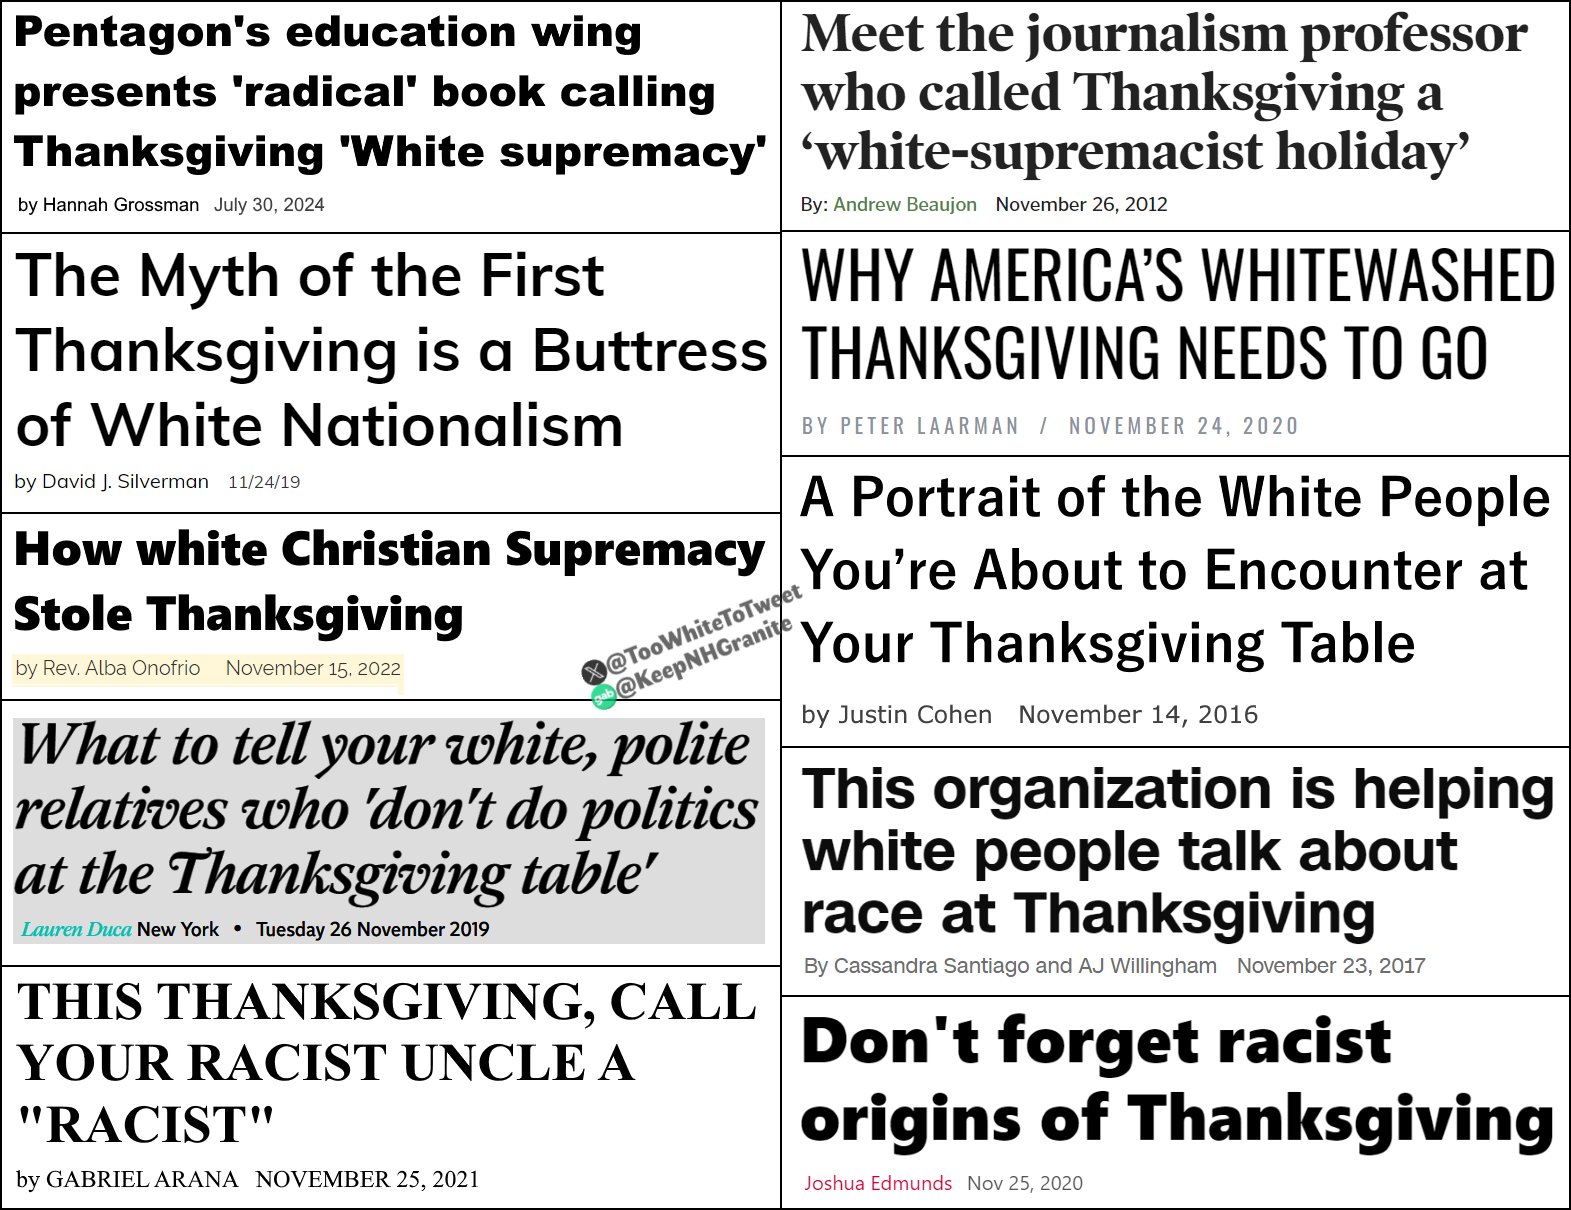 Pentagon's education wing
presents 'radical' book calling
Thanksgiving 'White supremacy'
by Hannah Grossman July 30, 2024
The Myth of the First
Thanksgiving is a Buttress
of White Nationalism
by David J. Silverman 11/24/19
How white Christian Supremacy
Stole Thanksgiving
by Rev. Alba Onofrio November 15, 2022
What to tell your white, polite
relatives who 'don't do politics
at the Thanksgiving table'
Lauren Duca New York • Tuesday 26 November 2019
THIS THANKSGIVING, CALL
YOUR RACIST UNCLE A
"RACIST"
by GABRIEL ARANA NOVEMBER 25, 2021
Meet the journalism professor
who called Thanksgiving a
‘white-supremacist holiday’
By: Andrew Beaujon November 26, 2012
WHY AMERICA’S WHITEWASHED
THANKSGIVING NEEDS TO GO
BY PETER LAARMAN / NOVEMBER 24, 2020
A Portrait of the White People
You’re About to Encounter at
Your Thanksgiving Table
by Justin Cohen November 14, 2016
This organization is helping
white people talk about
race at Thanksgiving
By Cassandra Santiago and AJ Willingham November 23, 2017
Don't forget racist
origins of Thanksgiving
Joshua Edmunds Nov 25, 2020
X @TooWhiteToTweet
gab @KeepNHGranite